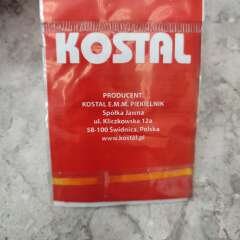 KOSTAL
PRODUCENT
KOSTAL E.M.M. PIEKIELNIK
Spółka Jawna
ul. Kliczkowska 12a
58-100 Świdnica, Polska
www.kostal.pl